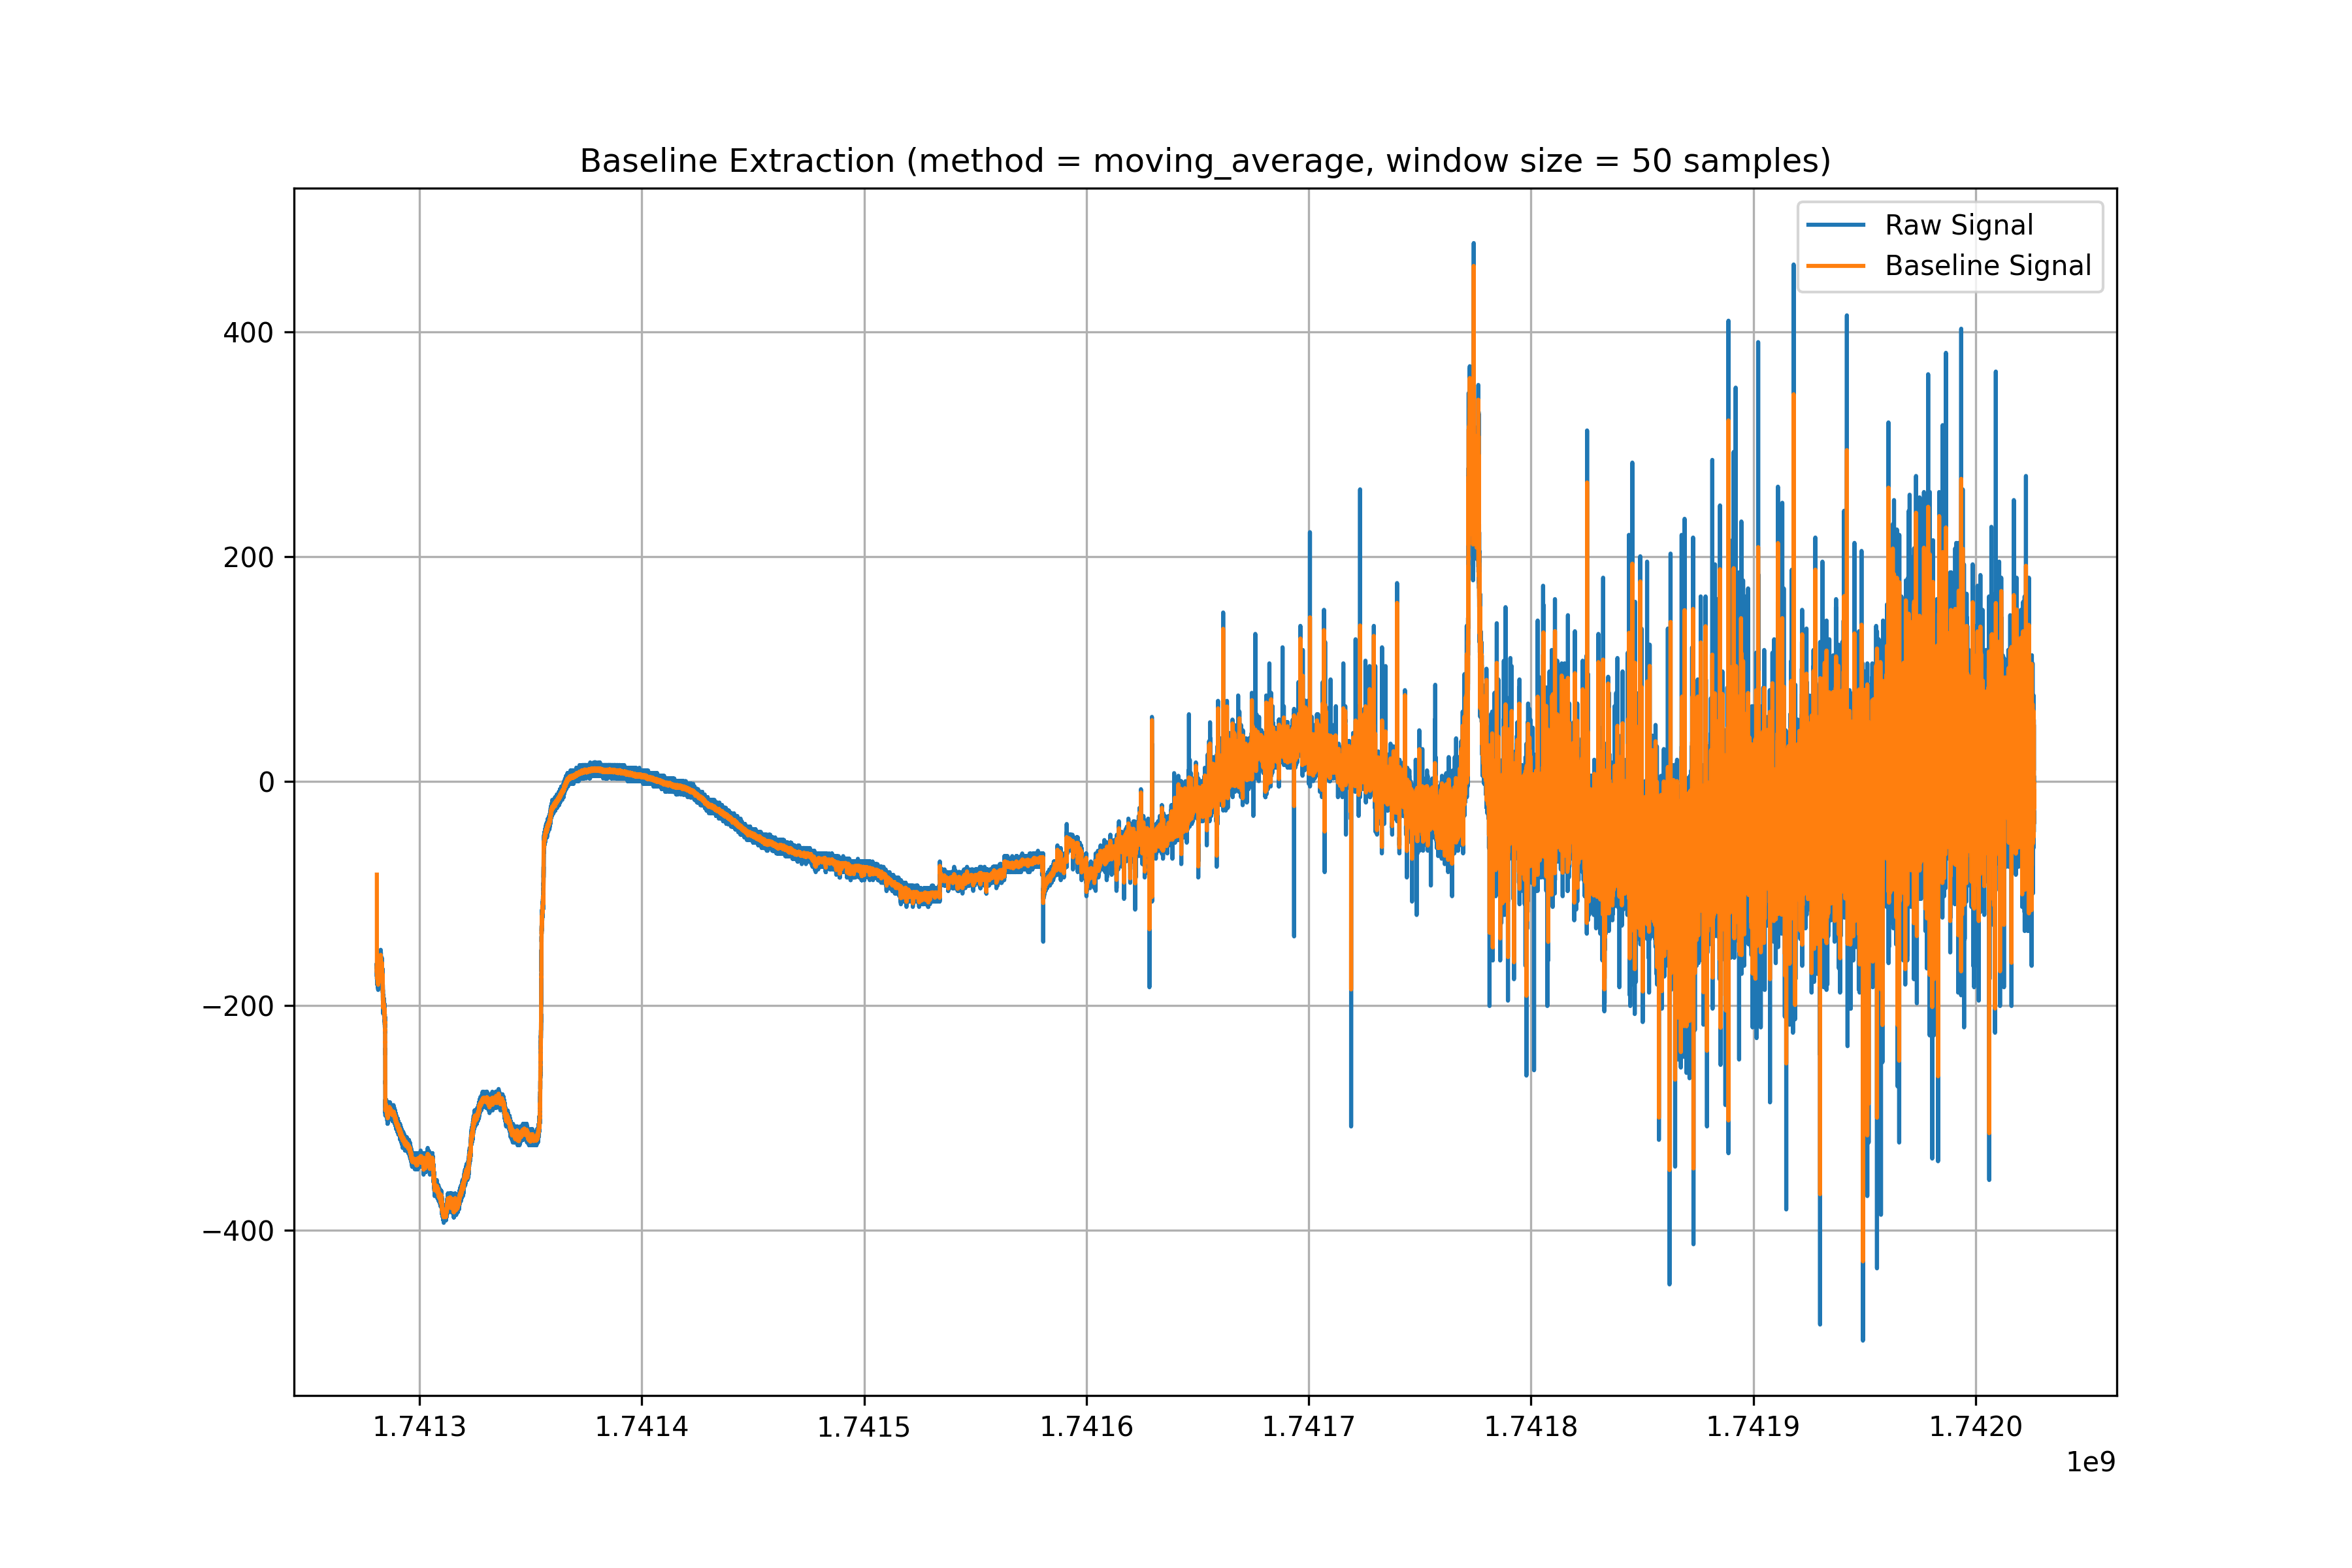 Baseline Extraction (method = moving_average, window size = 50 samples)
Raw Signal
Baseline Signal
400
200
0
−200
−400
1.7413 1.7414 1.7415 1.7416 1.7417 1.7418 1.7419 1.7420
1e9